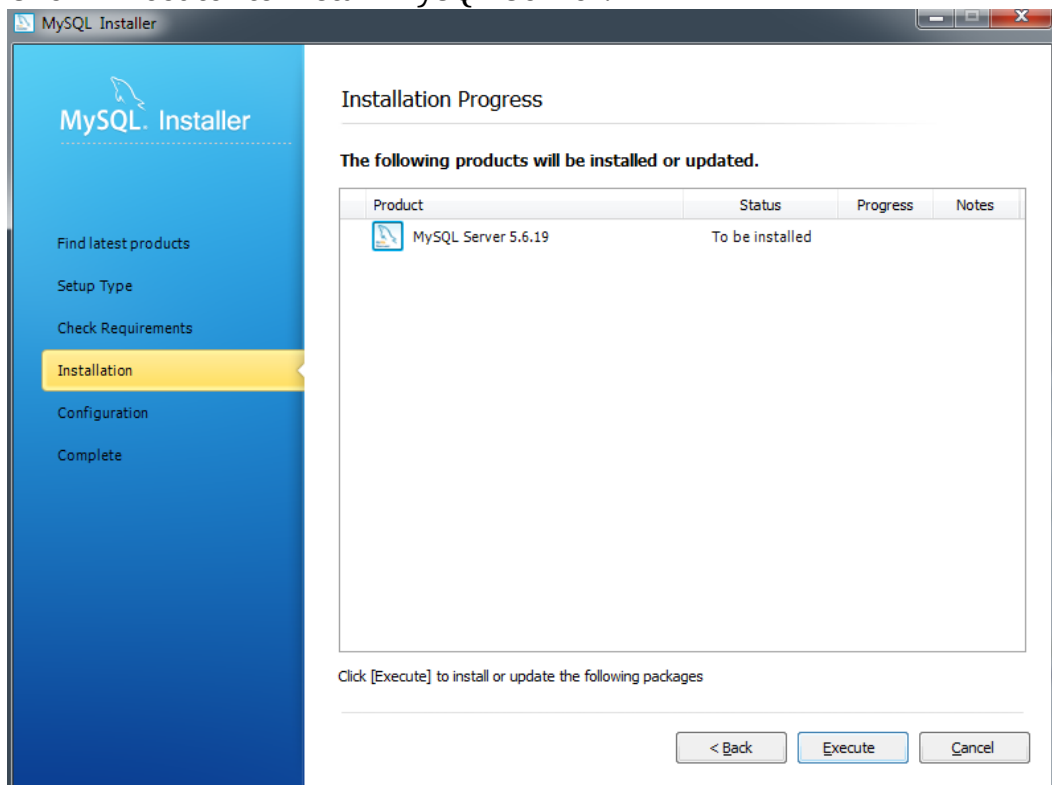 MySQL Installer
MySQL. Installer
Find latest products
Setup Type
Check Requirements
Installation
Configuration
Complete
Installation Progress
The following products will be installed or updated.
Product Status Progress Notes
MySQL Server 5.6.19 To be installed
Click [Execute] to install or update the following packages
< Back Execute Cancel